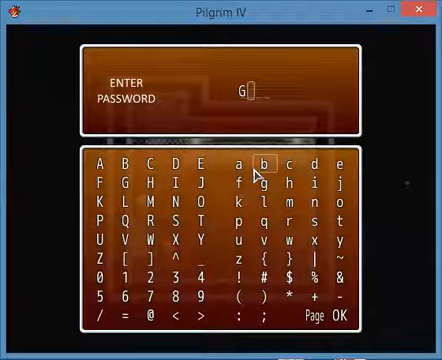 Pilgrim IV
ENTER
PASSWORD
G
A B C D E a b c d e
F G H I J f g h i j
K L M N O k l m n o
P Q R S T p q r s t
U V W X Y u v w x y
Z [ ] ^ _ z { } | ~
0 1 2 3 4 ! # $ % &
5 6 7 8 9 ( ) * + -
/ = @ < > : ; Page OK